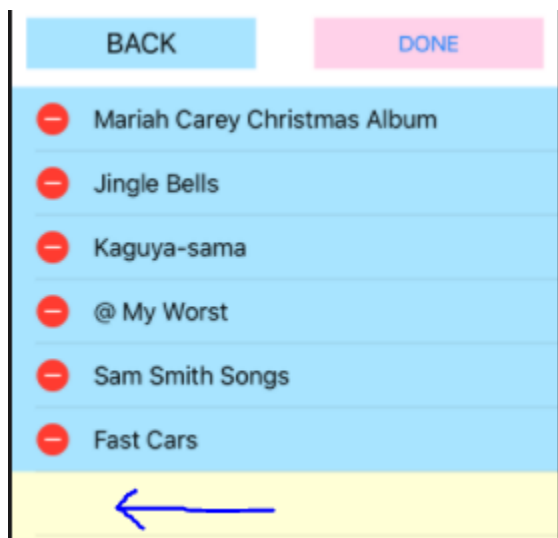 BACK
DONE
Mariah Carey Christmas Album
Jingle Bells
Kaguya-sama
@ My Worst
Sam Smith Songs
Fast Cars